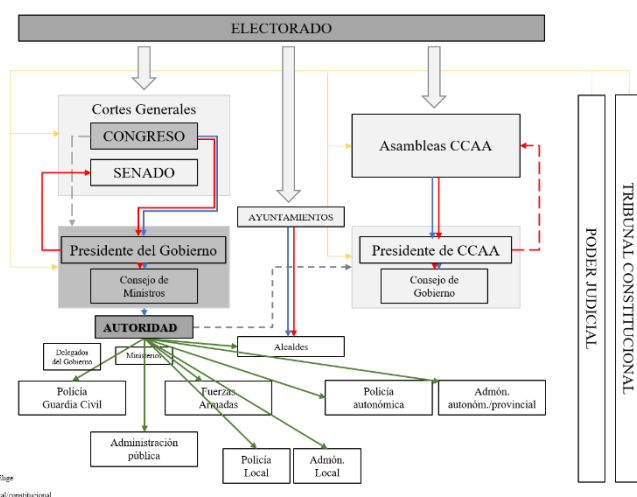 ELECTORADO
Cortes Generales
CONGRESO
SENADO
Asambleas CCAA
AYUNTAMIENTOS
Presidente del Gobierno
Consejo de
Ministros
Presidente de CCAA
Consejo de
Gobierno
AUTORIDAD
Alcaldes
Delegados
del Gobierno
Ministerios
Policía
Guardia Civil
Fuerzas
Armadas
Policía
autonómica
Admón.
autonóm./provincial
Administración
pública
Policía
Local
Admón.
Local
PODER JUDICIAL
TRIBUNAL CONSTITUCIONAL